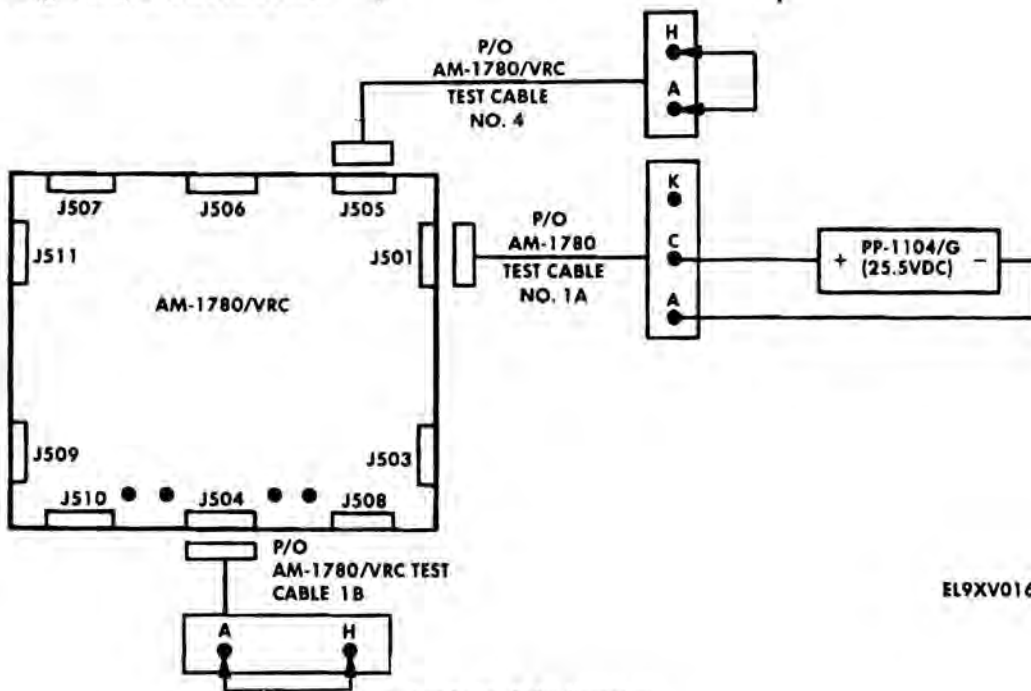 H
P/O
AM-1780/VRC
TEST CABLE
NO. 4
A
J507
J506
J505
K
J511
J501
P/O
AM-1780
TEST CABLE
NO. 1A
C
+ PP-1104/G −
(25.5VDC)
A
AM-1780/VRC
J509
J503
J510
J504
J508
P/O
AM-1780/VRC TEST
CABLE 1B
A H
EL9XV016